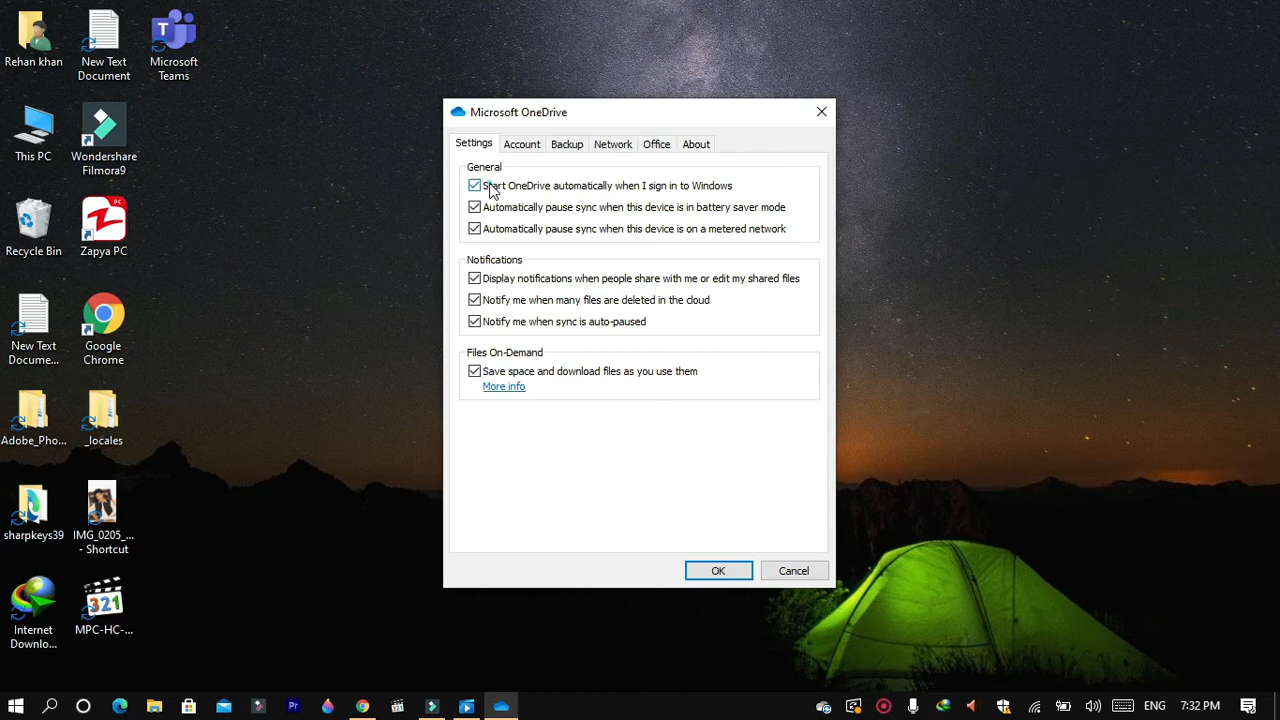 Rehan khan
New Text
Document
Microsoft
Teams
This PC
Wondershare
Filmora9
Recycle Bin
Zapya PC
New Text
Docume...
Google
Chrome
Adobe_Pho...
_locales
sharpkeys39
IMG_0205_...
- Shortcut
Internet
Downlo...
MPC-HC-...
321
PC
T
Microsoft OneDrive
Settings
Account
Backup
Network
Office
About
General
Start OneDrive automatically when I sign in to Windows
Automatically pause sync when this device is in battery saver mode
Automatically pause sync when this device is on a metered network
Notifications
Display notifications when people share with me or edit my shared files
Notify me when many files are deleted in the cloud
Notify me when sync is auto-paused
Files On-Demand
Save space and download files as you use them
More info
OK
Cancel
Pr
ENG
7:32 PM